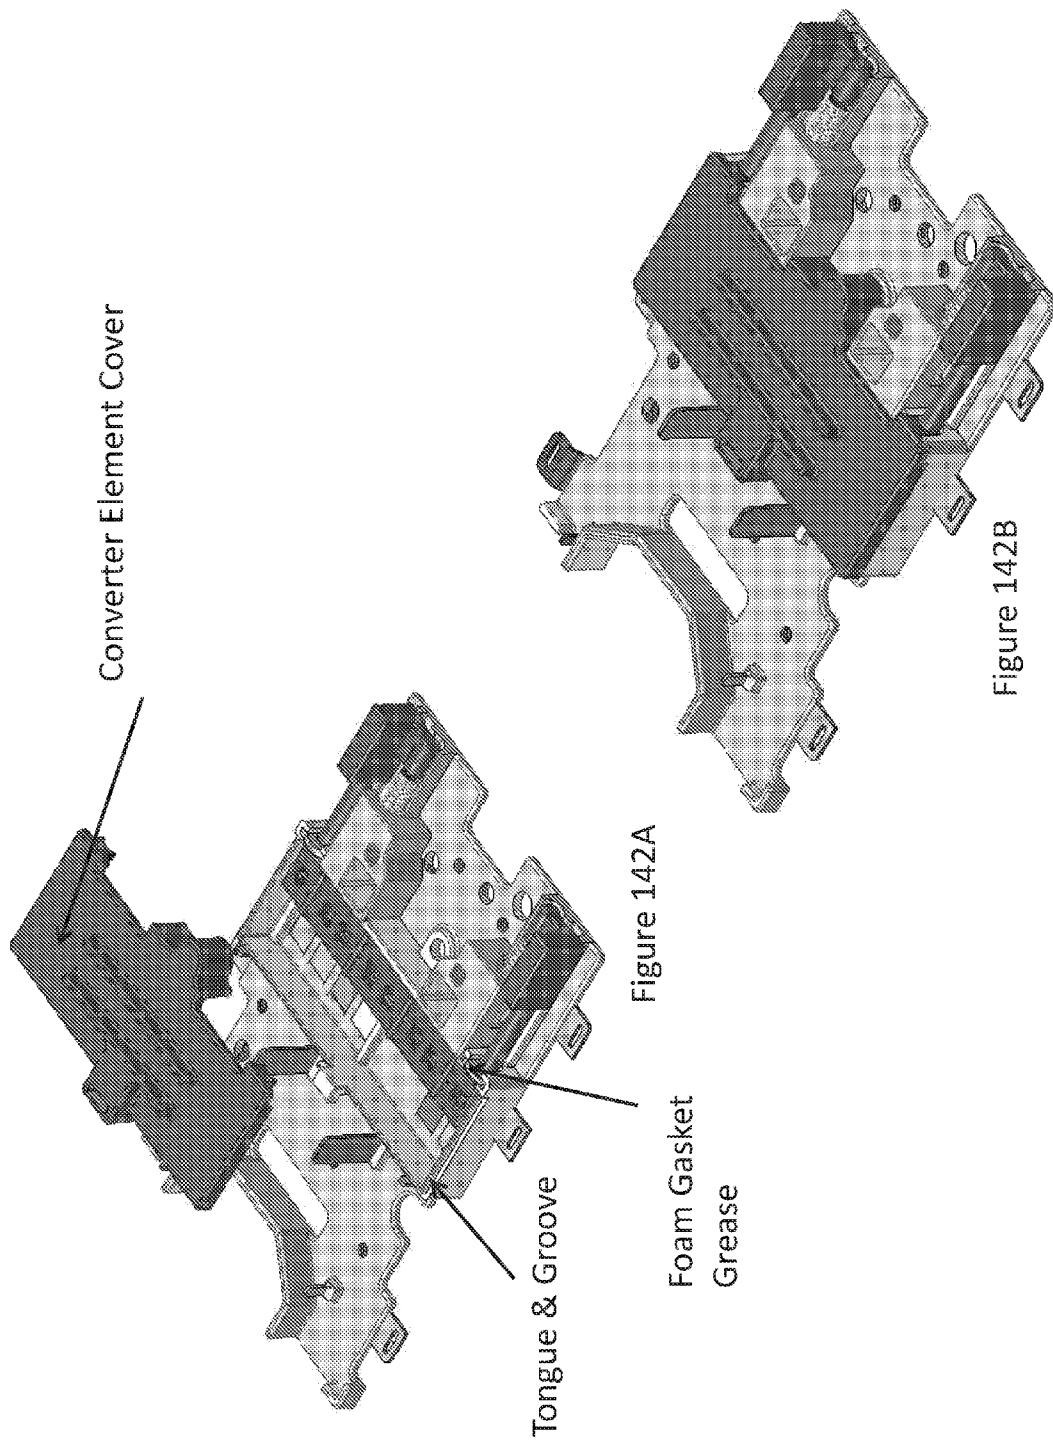 Converter Element Cover
Tongue & Groove
Foam Gasket
Grease
Figure 142A
Figure 142B